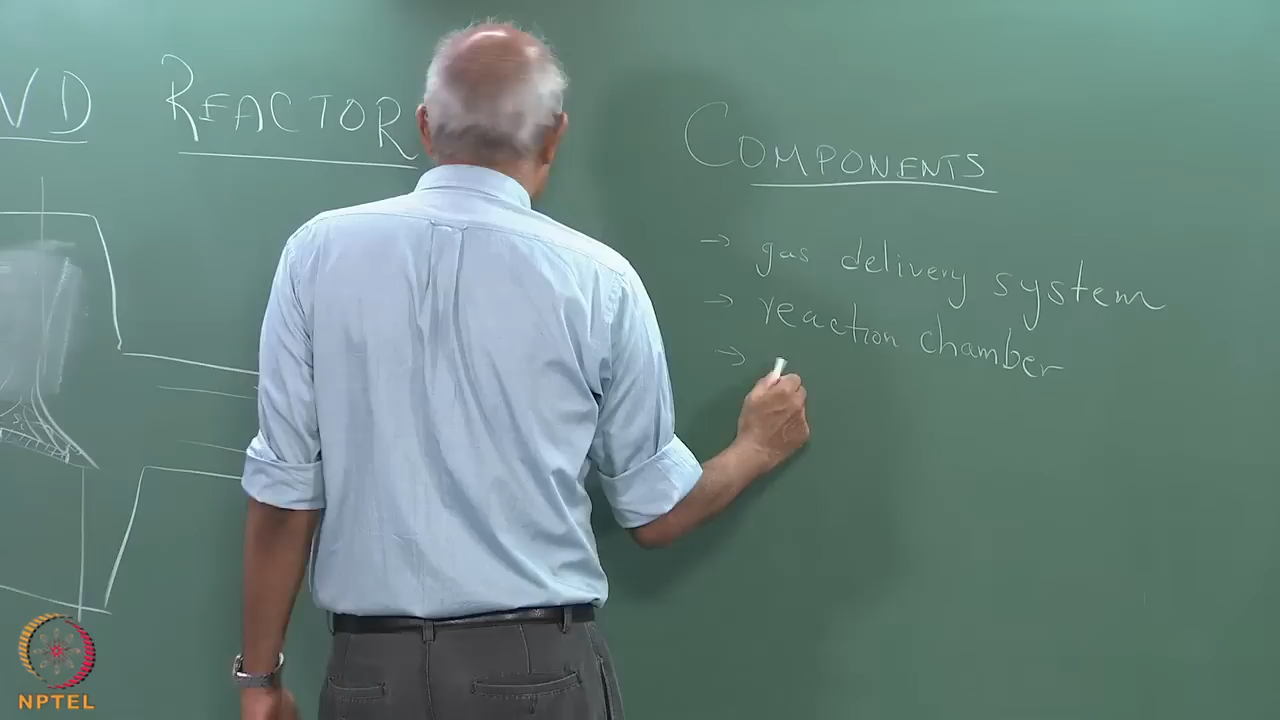 VD REACTOR
COMPONENTS
→ gas delivery system
→ reaction chamber
→
NPTEL